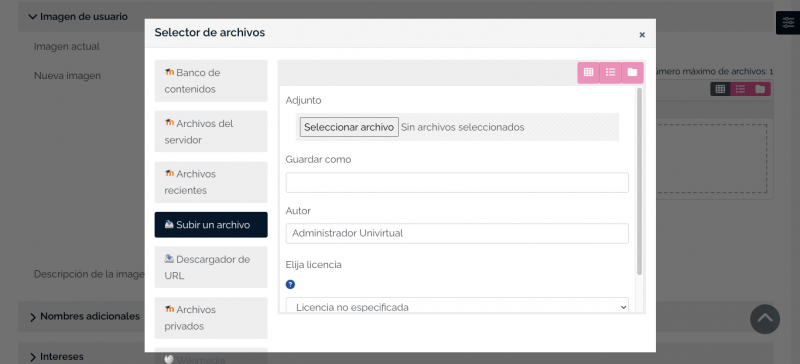 Imagen de usuario
Imagen actual
Nueva imagen
úmero máximo de archivos: 1
Descripción de la image
Nombres adicionales
Intereses
Selector de archivos
×
Banco de
contenidos
Archivos del
servidor
Archivos
recientes
Subir un archivo
Descargador de
URL
Archivos
privados
Wikimedia
Adjunto
Seleccionar archivo Sin archivos seleccionados
Guardar como
Autor
Administrador Univirtual
Elija licencia
?
Licencia no especificada